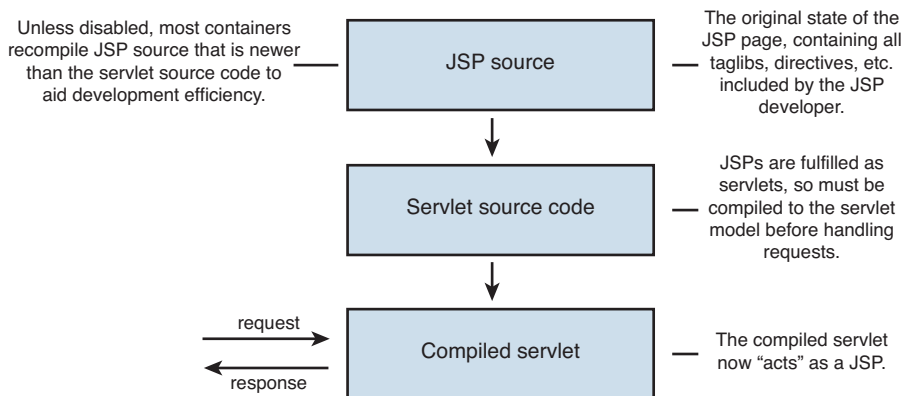 Unless disabled, most containers
recompile JSP source that is newer
than the servlet source code to
aid development efficiency.
JSP source
The original state of the
JSP page, containing all
taglibs, directives, etc.
included by the JSP
developer.
Servlet source code
JSPs are fulfilled as
servlets, so must be
compiled to the servlet
model before handling
requests.
request
response
Compiled servlet
The compiled servlet
now “acts” as a JSP.